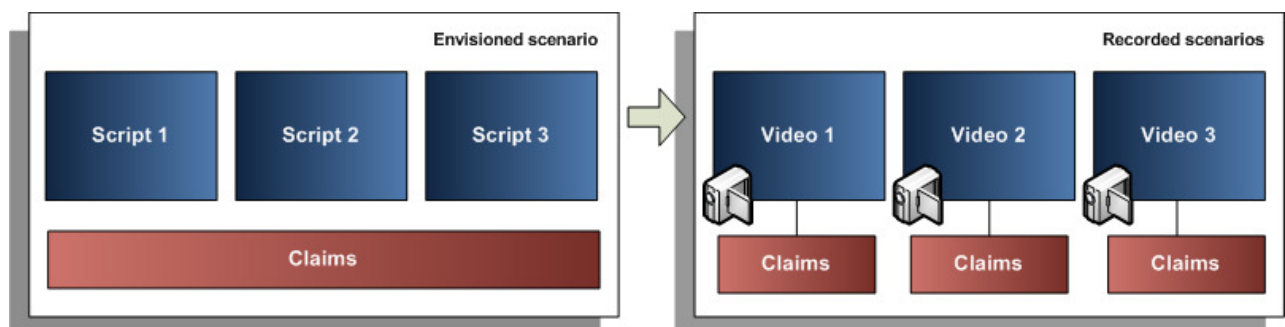 Envisioned scenario
Script 1
Script 2
Script 3
Claims
Recorded scenarios
Video 1
Video 2
Video 3
Claims
Claims
Claims